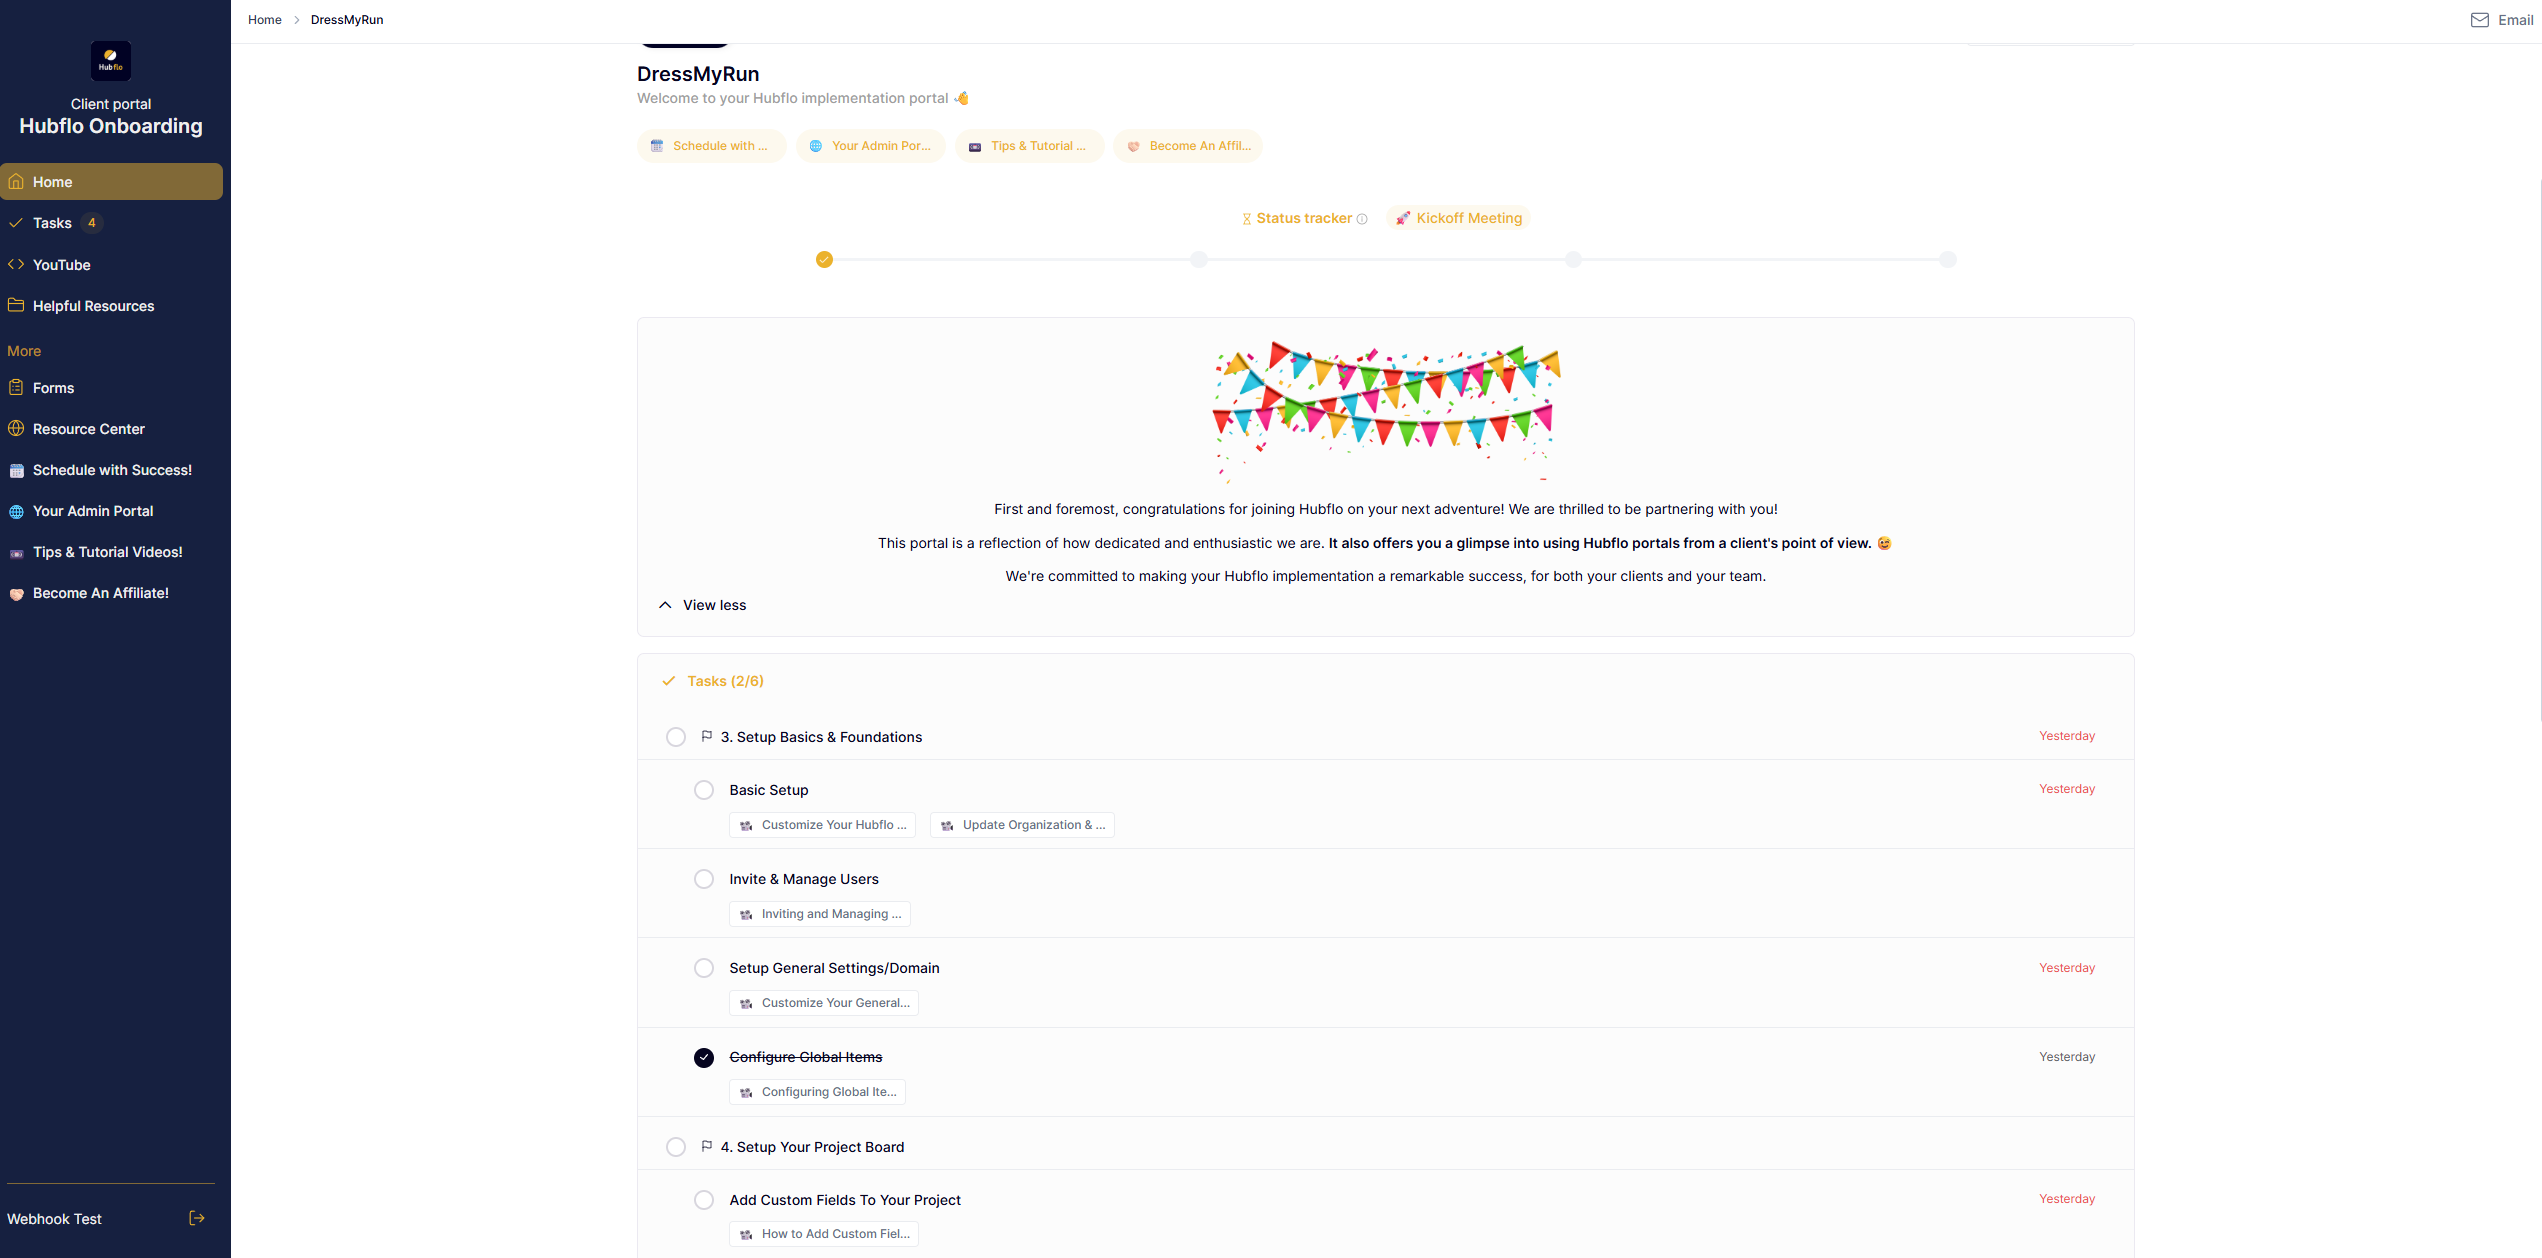 Home > DressMyRun
Email
Hubflo
Client portal
Hubflo Onboarding
Home
Tasks 4
YouTube
Helpful Resources
More
Forms
Resource Center
Schedule with Success!
Your Admin Portal
Tips & Tutorial Videos!
Become An Affiliate!
Webhook Test
DressMyRun
Welcome to your Hubflo implementation portal 👋
Schedule with ...
Your Admin Por...
Tips & Tutorial ...
Become An Affil...
Status tracker
🚀 Kickoff Meeting
First and foremost, congratulations for joining Hubflo on your next adventure! We are thrilled to be partnering with you!
This portal is a reflection of how dedicated and enthusiastic we are. It also offers you a glimpse into using Hubflo portals from a client's point of view. 😉
We're committed to making your Hubflo implementation a remarkable success, for both your clients and your team.
View less
Tasks (2/6)
3. Setup Basics & Foundations
Yesterday
Basic Setup
Yesterday
Customize Your Hubflo ...
Update Organization & ...
Invite & Manage Users
Inviting and Managing ...
Setup General Settings/Domain
Yesterday
Customize Your General...
Configure Global Items
Yesterday
Configuring Global Ite...
4. Setup Your Project Board
Add Custom Fields To Your Project
Yesterday
How to Add Custom Fiel...